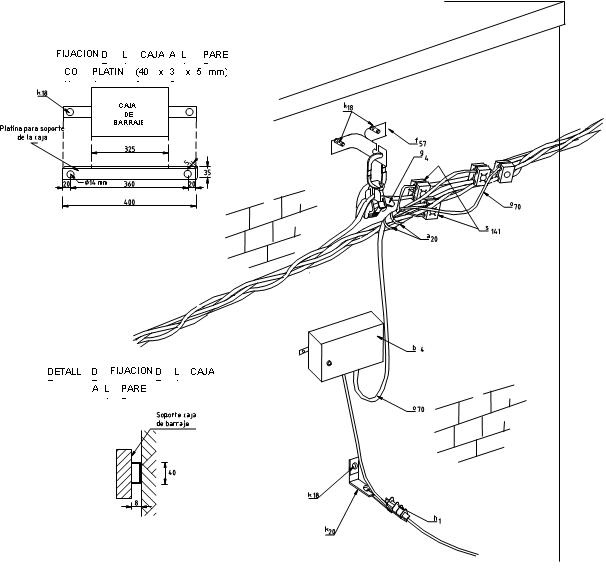 FIJACION D L CAJA A L PARE
CO PLATIN (40 x 3 x 5 mm)
k18
CAJA
DE
BARRAJE
Platina para soporte
de la caja
325
5
35
20
Ø14 mm
360
20
400
k18
f57
g4
o70
s141
a20
b4
o70
DETALL D FIJACION D L CAJA
A L PARE
Soporte caja
de barraje
40
8
k18
k20
h1